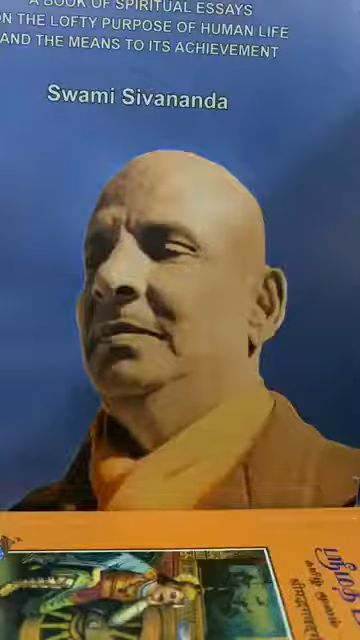 A BOOK OF SPIRITUAL ESSAYS
ON THE LOFTY PURPOSE OF HUMAN LIFE
AND THE MEANS TO ITS ACHIEVEMENT
Swami Sivananda